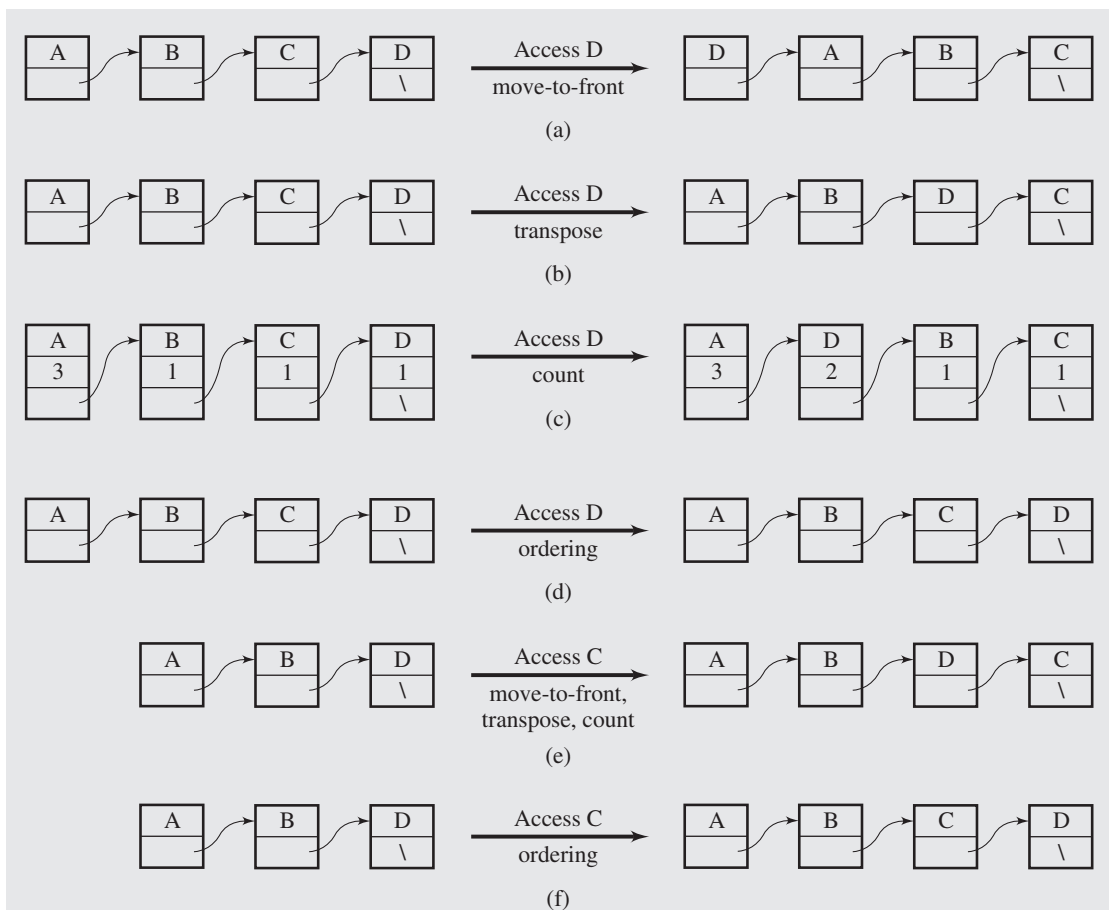 A B C D Access D D A B C
\ move-to-front \
(a)
A B C D Access D A B D C
\ transpose \
(b)
A B C D Access D A D B C
3 1 1 1 count 3 2 1 1
\ \
(c)
A B C D Access D A B C D
\ ordering \
(d)
A B D Access C A B D C
\ move-to-front, \
transpose, count
(e)
A B D Access C A B C D
\ ordering \
(f)